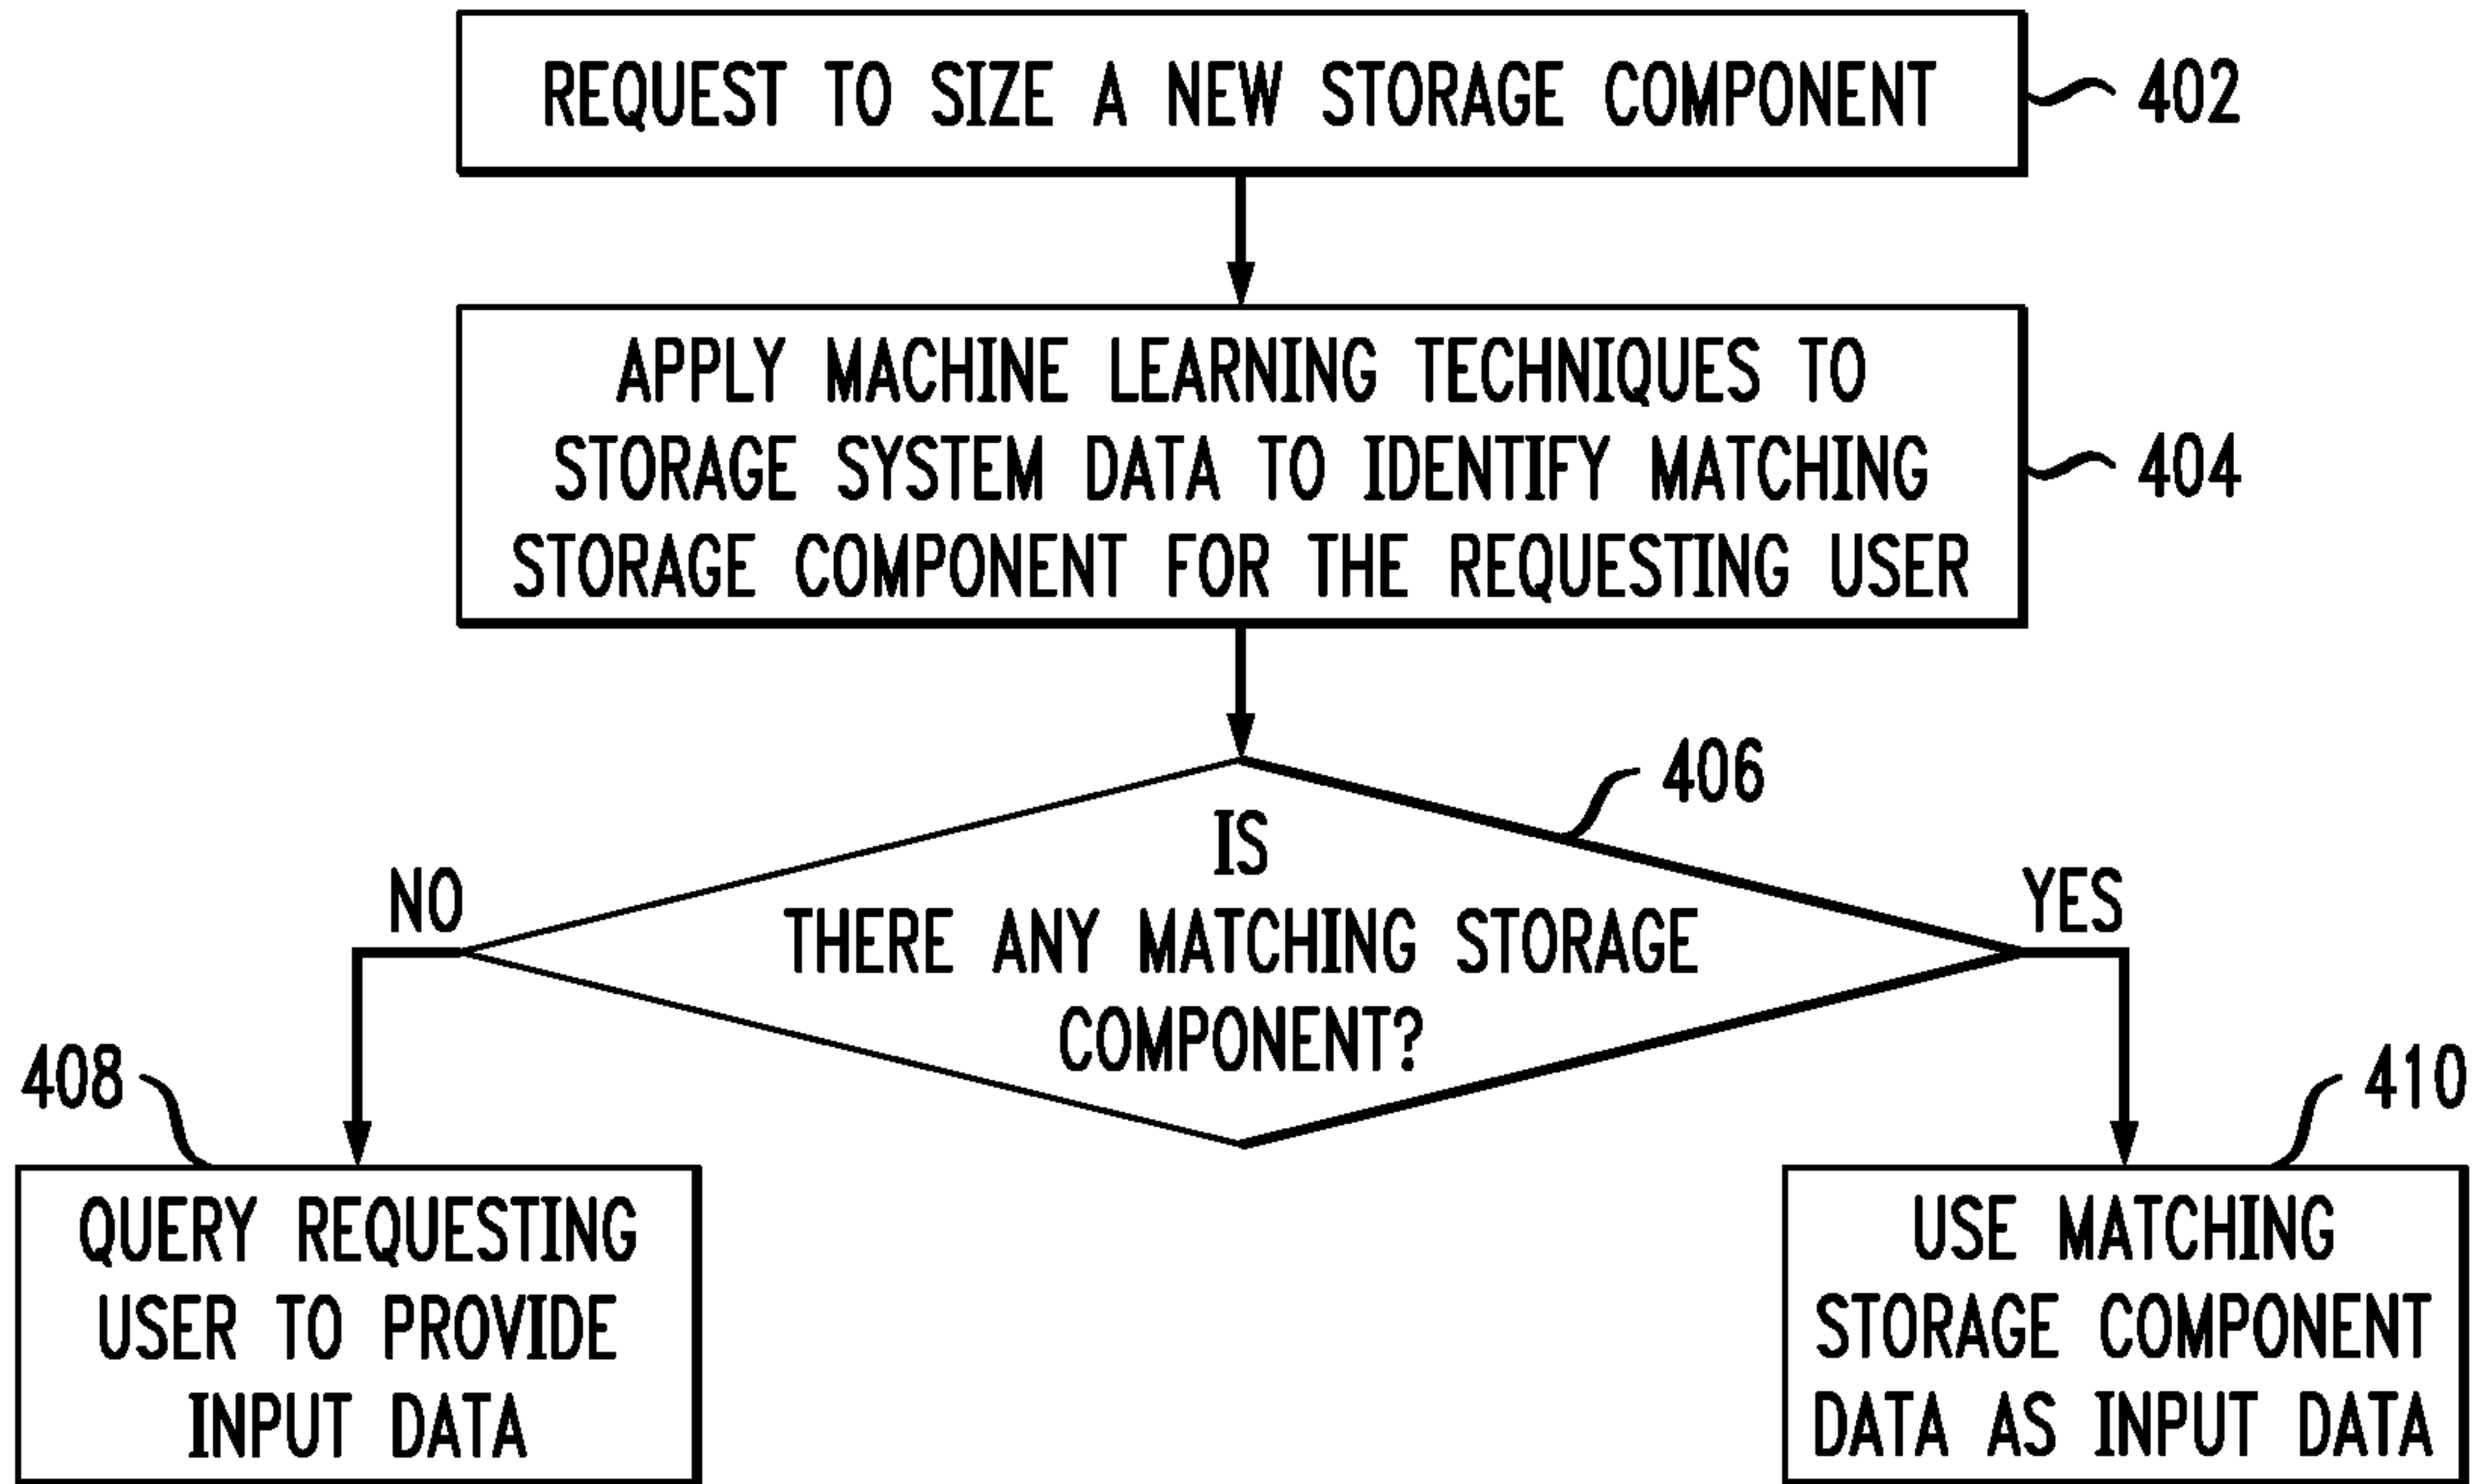 REQUEST TO SIZE A NEW STORAGE COMPONENT
402
APPLY MACHINE LEARNING TECHNIQUES TO
STORAGE SYSTEM DATA TO IDENTIFY MATCHING
STORAGE COMPONENT FOR THE REQUESTING USER
404
406
IS
THERE ANY MATCHING STORAGE
COMPONENT?
NO
YES
408
QUERY REQUESTING
USER TO PROVIDE
INPUT DATA
410
USE MATCHING
STORAGE COMPONENT
DATA AS INPUT DATA